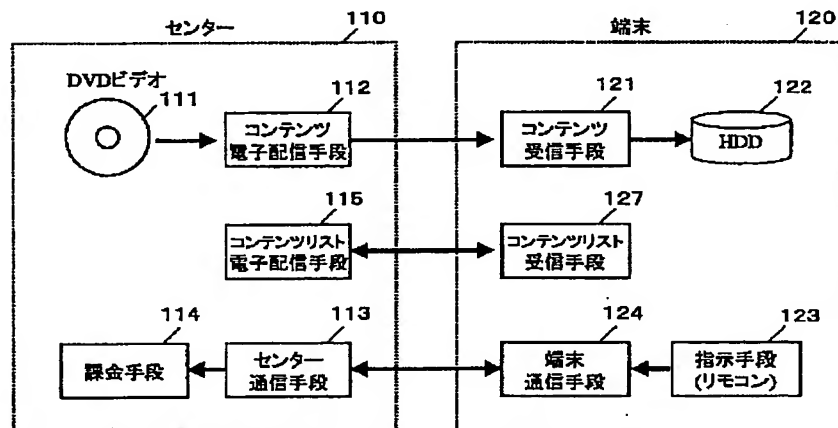 センター
110
端末
120
DVDビデオ
111
112
コンテンツ
電子配信手段
121
コンテンツ
受信手段
122
HDD
115
コンテンツリスト
電子配信手段
127
コンテンツリスト
受信手段
114
課金手段
113
センター
通信手段
124
端末
通信手段
123
指示手段
(リモコン)